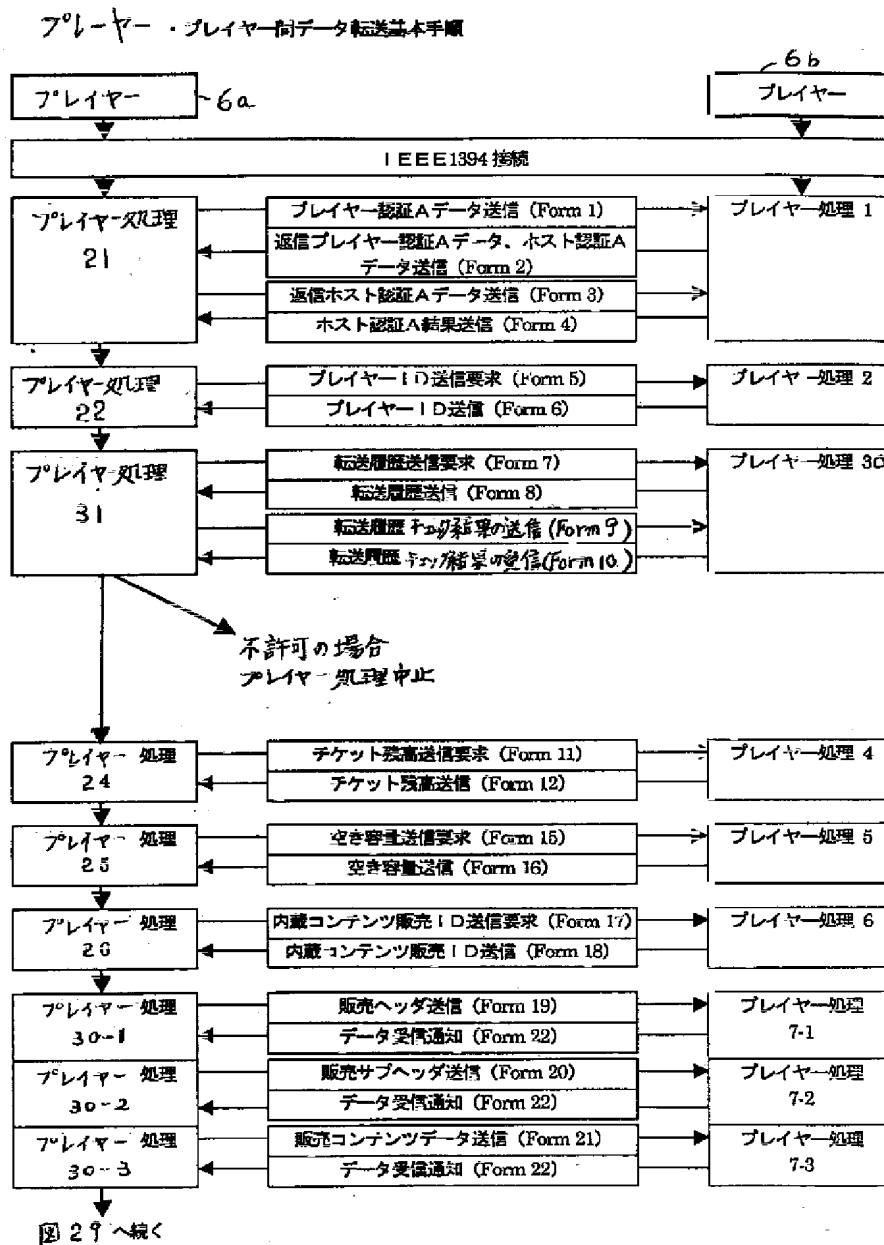 プレーヤー・プレイヤー間データ転送基本手順
6b
プレイヤー
6a
プレイヤー
IEEE1394接続
プレイヤー処理
21
プレイヤー認証Aデータ送信 (Form 1)
返信プレイヤー認証Aデータ、ホスト認証A
データ送信 (Form 2)
返信ホスト認証Aデータ送信 (Form 3)
ホスト認証A結果送信 (Form 4)
プレイヤー処理 1
プレイヤー処理
22
プレイヤーID送信要求 (Form 5)
プレイヤーID送信 (Form 6)
プレイヤー処理 2
プレイヤー処理
31
転送履歴送信要求 (Form 7)
転送履歴送信 (Form 8)
転送履歴チェック結果の送信 (Form 9)
転送履歴チェック結果の受信 (Form 10)
プレイヤー処理 30
不許可の場合
プレイヤー処理中止
プレイヤー 処理
24
チケット残高送信要求 (Form 11)
チケット残高送信 (Form 12)
プレイヤー処理 4
プレイヤー 処理
25
空き容量送信要求 (Form 15)
空き容量送信 (Form 16)
プレイヤー処理 5
プレイヤー 処理
26
内蔵コンテンツ販売ID送信要求 (Form 17)
内蔵コンテンツ販売ID送信 (Form 18)
プレイヤー処理 6
プレイヤー 処理
30-1
販売ヘッダ送信 (Form 19)
データ受信通知 (Form 22)
プレイヤー処理
7-1
プレイヤー 処理
30-2
販売サブヘッダ送信 (Form 20)
データ受信通知 (Form 22)
プレイヤー処理
7-2
プレイヤー 処理
30-3
販売コンテンツデータ送信 (Form 21)
データ受信通知 (Form 22)
プレイヤー処理
7-3
図29へ続く